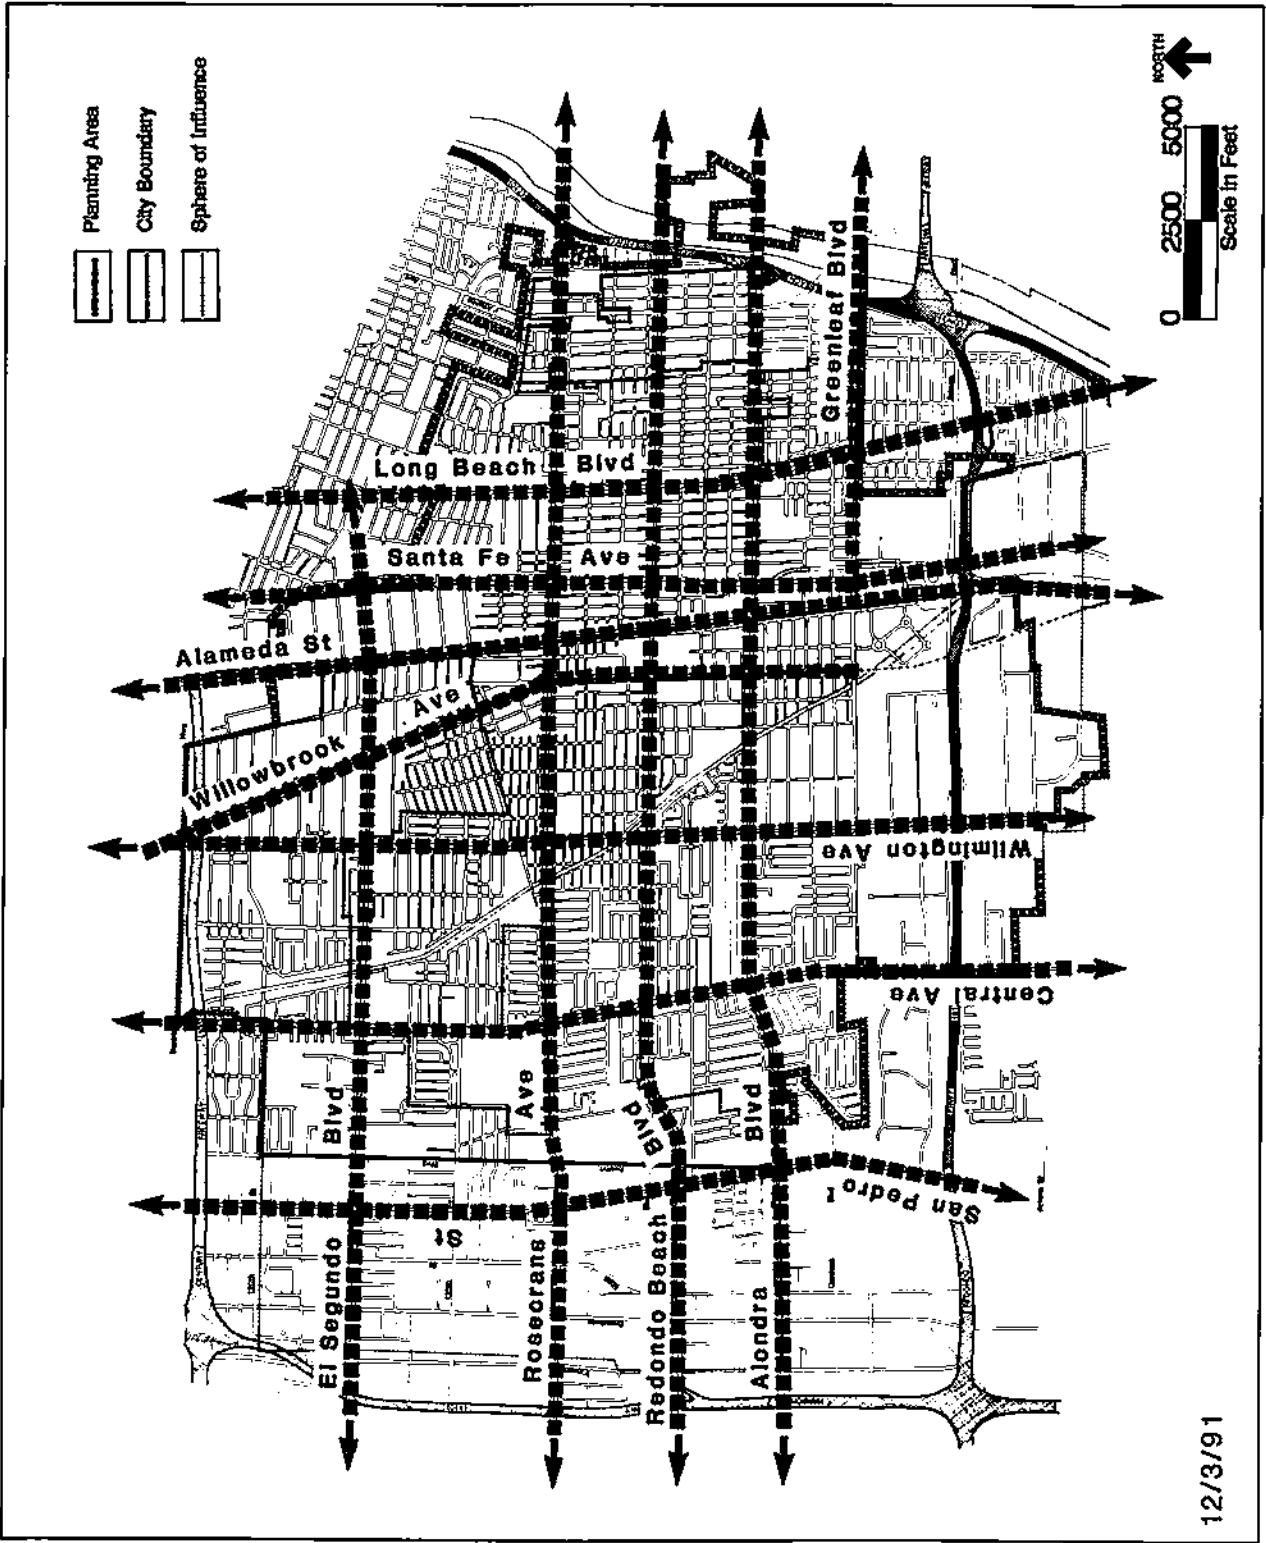 Planning Area
City Boundary
Sphere of Influence
NORTH
0 2500 5000
Scale in Feet
Long Beach Blvd
Santa Fe Ave
Alameda St
Willowbrook Ave
Greenleaf Blvd
Wilmington Ave
Central Ave
San Pedro St
El Segundo Blvd
Rosecrans Ave
Redondo Beach Blvd
Alondra Blvd
12/3/91